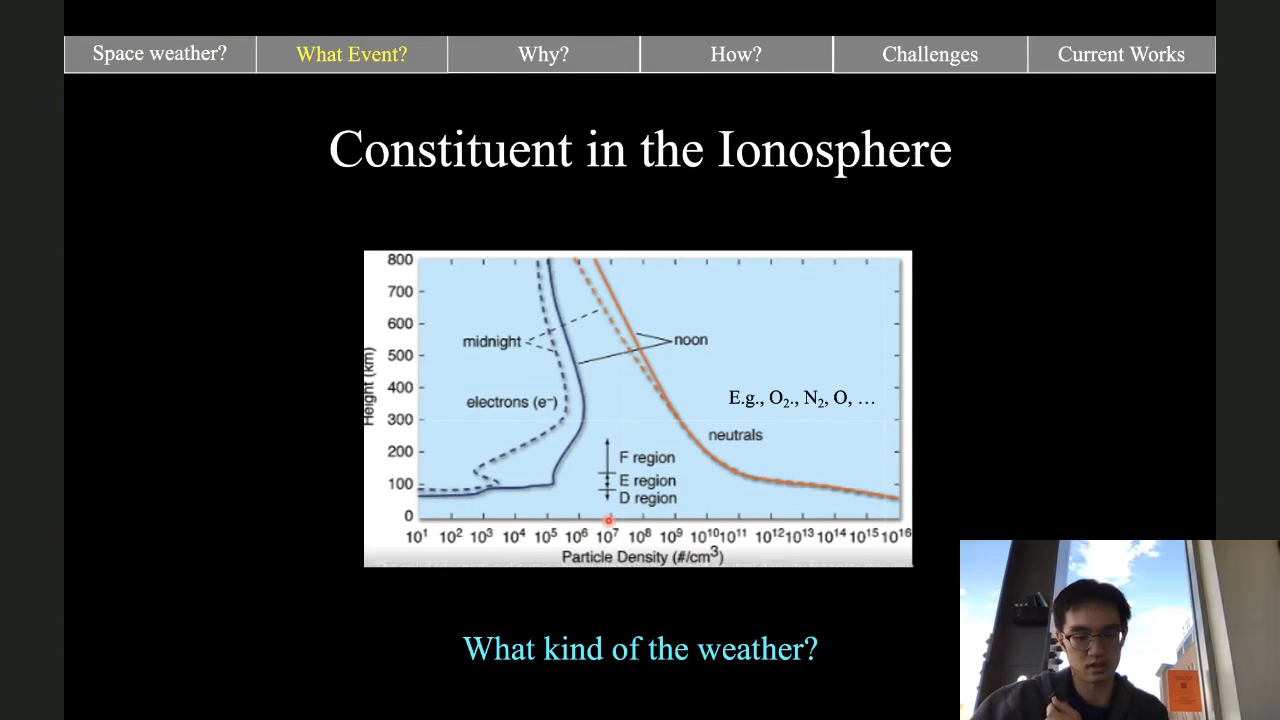 Space weather?
What Event?
Why?
How?
Challenges
Current Works
Constituent in the Ionosphere
800
700
600
500
400
300
200
100
0
Height (km)
midnight
noon
electrons (e⁻)
E.g., O₂., N₂, O, …
neutrals
F region
E region
D region
10¹ 10² 10³ 10⁴ 10⁵ 10⁶ 10⁷ 10⁸ 10⁹ 10¹⁰ 10¹¹ 10¹² 10¹³ 10¹⁴ 10¹⁵ 10¹⁶
Particle Density (#/cm³)
What kind of the weather?